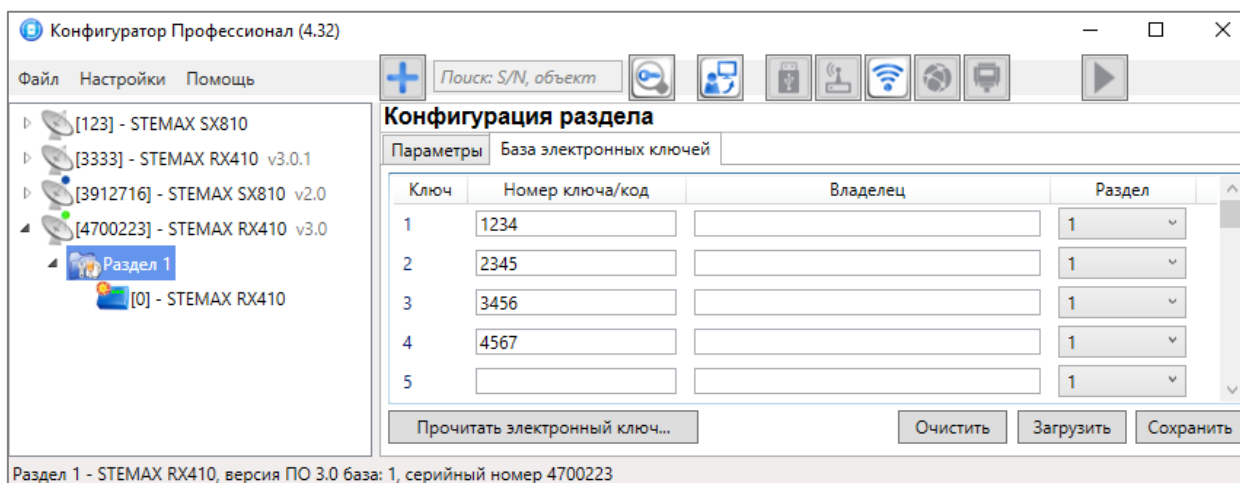 Конфигуратор Профессионал (4.32)
Файл Настройки Помощь
Поиск: S/N, объект
[123] - STEMAX SX810
[3333] - STEMAX RX410 v3.0.1
[3912716] - STEMAX SX810 v2.0
[4700223] - STEMAX RX410 v3.0
Раздел 1
[0] - STEMAX RX410
Конфигурация раздела
Параметры База электронных ключей
Ключ Номер ключа/код Владелец Раздел
1 1234 1
2 2345 1
3 3456 1
4 4567 1
5 1
Прочитать электронный ключ... Очистить Загрузить Сохранить
Раздел 1 - STEMAX RX410, версия ПО 3.0 база: 1, серийный номер 4700223